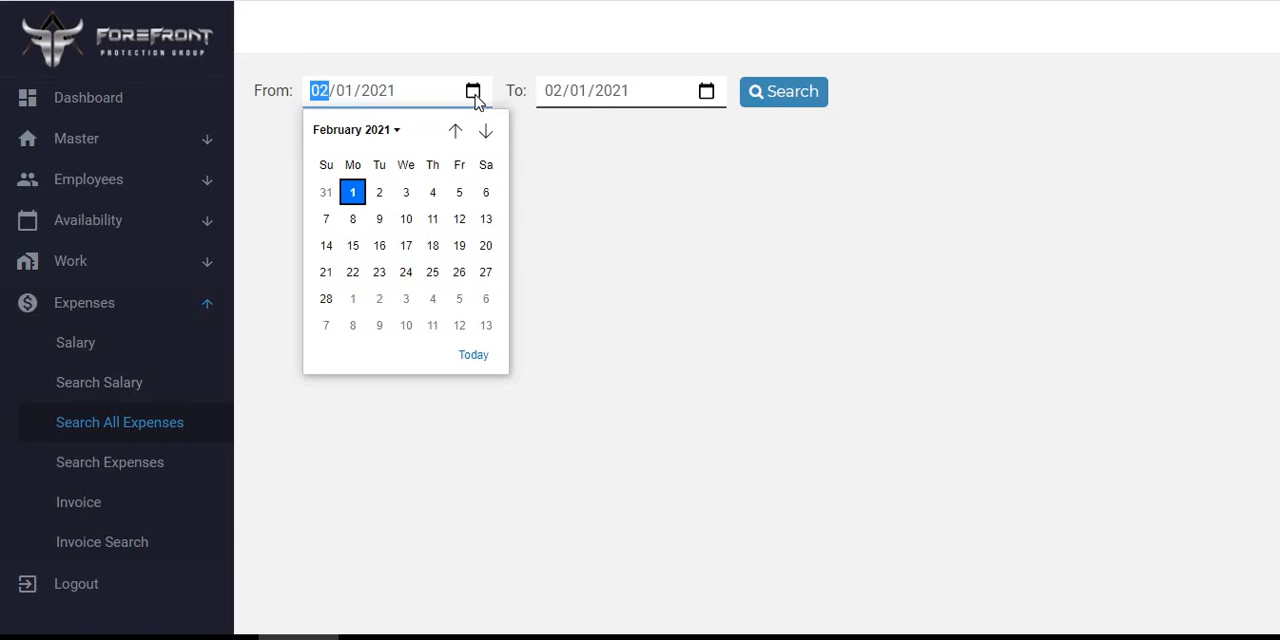 FOREFRONT
PROTECTION GROUP
Dashboard
Master
Employees
Availability
Work
Expenses
Salary
Search Salary
Search All Expenses
Search Expenses
Invoice
Invoice Search
Logout
From: 02/01/2021 To: 02/01/2021 Search
February 2021
Su Mo Tu We Th Fr Sa
31 1 2 3 4 5 6
7 8 9 10 11 12 13
14 15 16 17 18 19 20
21 22 23 24 25 26 27
28 1 2 3 4 5 6
7 8 9 10 11 12 13
Today